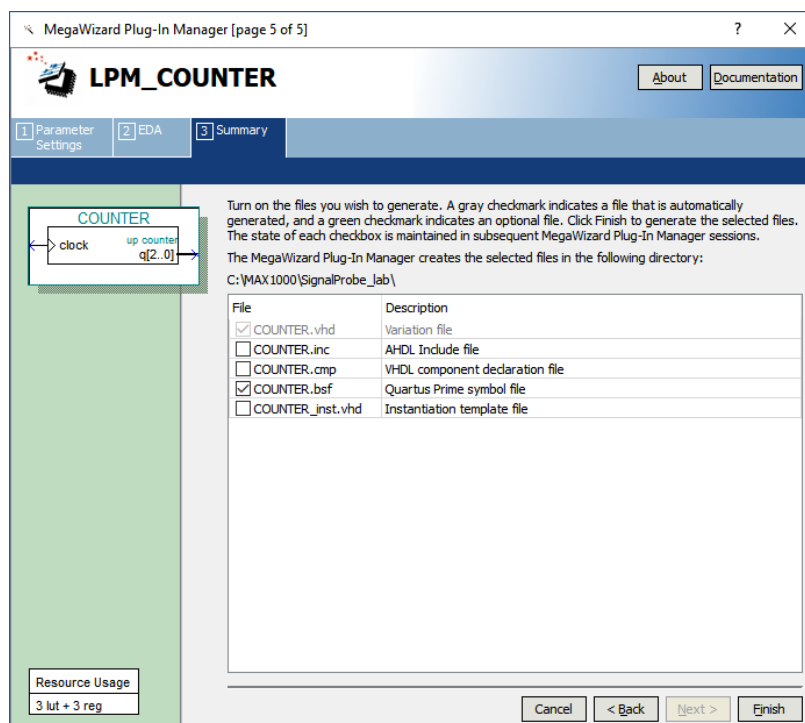 MegaWizard Plug-In Manager [page 5 of 5]
?
LPM_COUNTER
About
Documentation
1 Parameter Settings
2 EDA
3 Summary
COUNTER
clock
up counter
q[2..0]
Turn on the files you wish to generate. A gray checkmark indicates a file that is automatically
generated, and a green checkmark indicates an optional file. Click Finish to generate the selected files.
The state of each checkbox is maintained in subsequent MegaWizard Plug-In Manager sessions.
The MegaWizard Plug-In Manager creates the selected files in the following directory:
C:\MAX1000\SignalProbe_lab\
File Description
COUNTER.vhd Variation file
COUNTER.inc AHDL Include file
COUNTER.cmp VHDL component declaration file
COUNTER.bsf Quartus Prime symbol file
COUNTER_inst.vhd Instantiation template file
Resource Usage
3 lut + 3 reg
Cancel < Back Next > Finish